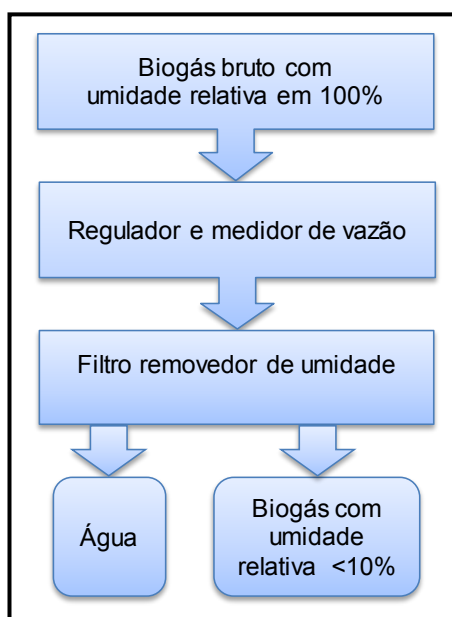 Biogás bruto com
umidade relativa em 100%
Regulador e medidor de vazão
Filtro removedor de umidade
Água
Biogás com
umidade
relativa <10%